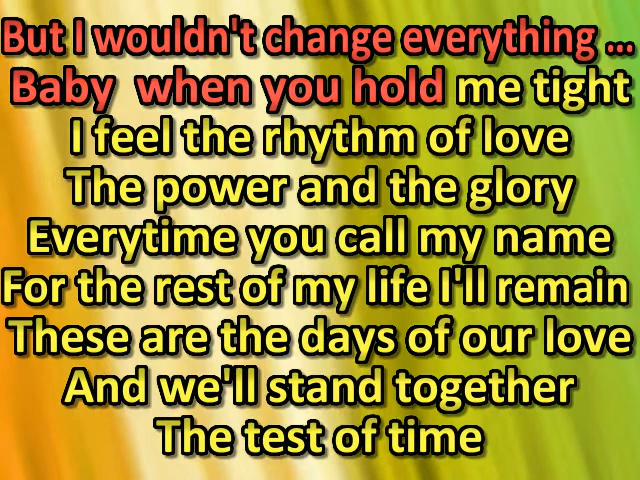 But I wouldn't change everything ...
Baby when you hold me tight
I feel the rhythm of love
The power and the glory
Everytime you call my name
For the rest of my life I'll remain
These are the days of our love
And we'll stand together
The test of time